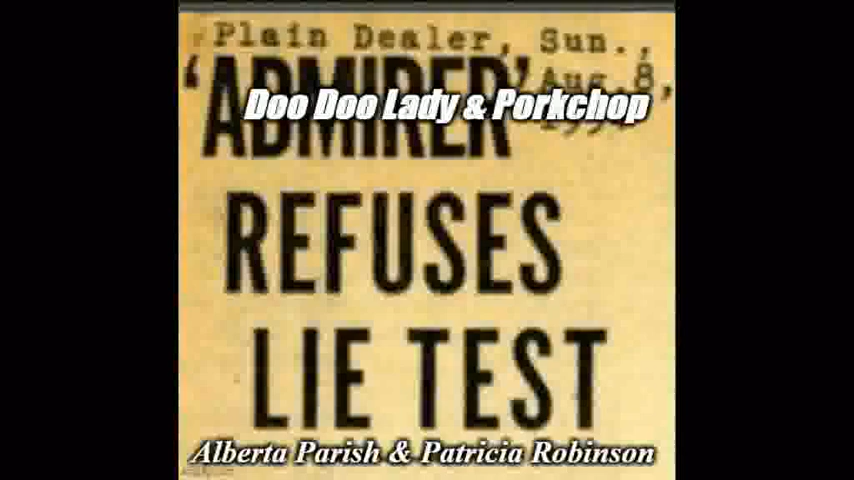 Plain Dealer, Sun.,
'ADMIRER' Aug.8,
Doo Doo Lady & Porkchop
REFUSES
LIE TEST
Alberta Parish & Patricia Robinson